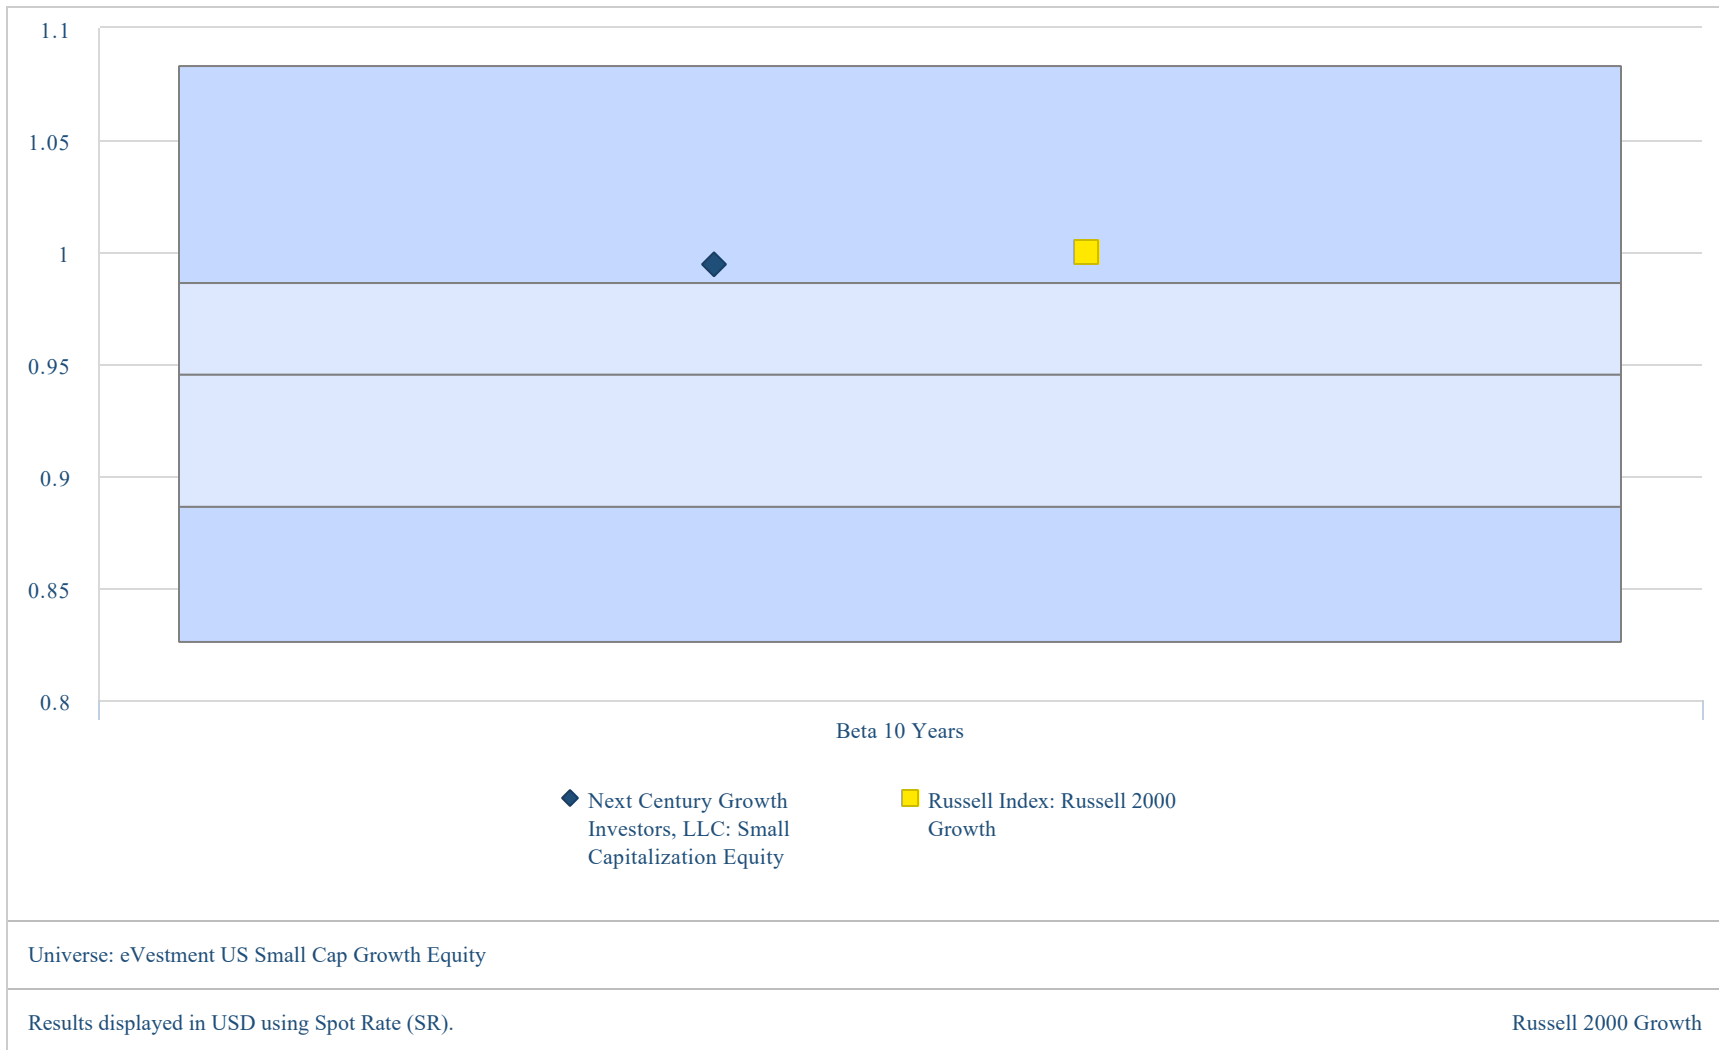 1.1
1.05
1
0.95
0.9
0.85
0.8
Beta 10 Years
Next Century Growth
Investors, LLC: Small
Capitalization Equity
Russell Index: Russell 2000
Growth
Universe: eVestment US Small Cap Growth Equity
Results displayed in USD using Spot Rate (SR).
Russell 2000 Growth